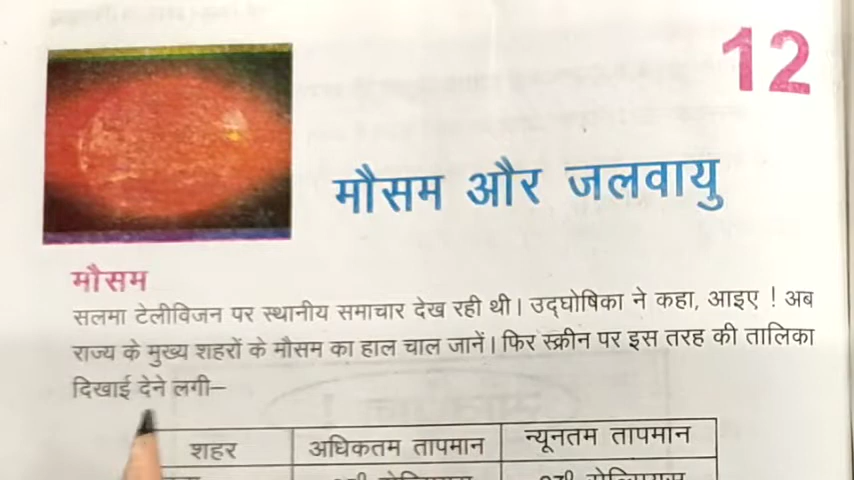 12
मौसम और जलवायु
मौसम
सलमा टेलीविजन पर स्थानीय समाचार देख रही थी। उद्घोषिका ने कहा, आइए ! अब
राज्य के मुख्य शहरों के मौसम का हाल चाल जानें। फिर स्क्रीन पर इस तरह की तालिका
दिखाई देने लगी–
शहर अधिकतम तापमान न्यूनतम तापमान